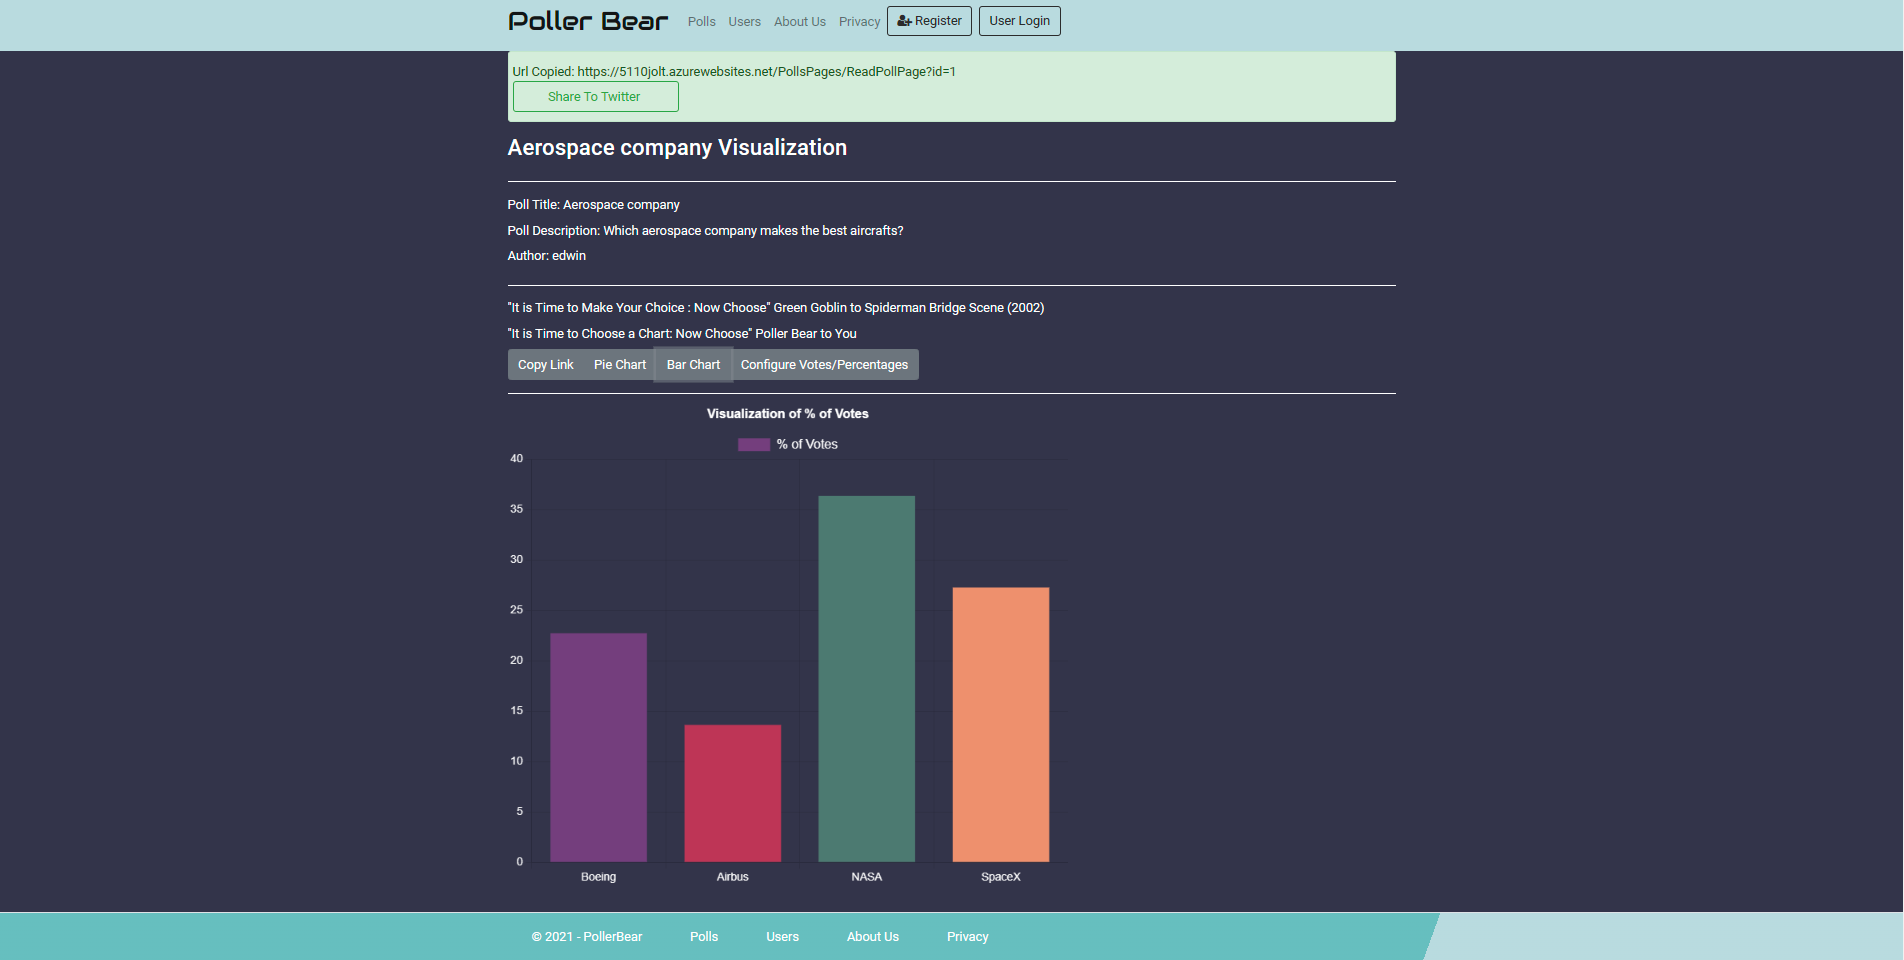 Poller Bear Polls Users About Us Privacy Register User Login
Url Copied: https://5110jolt.azurewebsites.net/PollsPages/ReadPollPage?id=1
Share To Twitter
Aerospace company Visualization
Poll Title: Aerospace company
Poll Description: Which aerospace company makes the best aircrafts?
Author: edwin
"It is Time to Make Your Choice : Now Choose" Green Goblin to Spiderman Bridge Scene (2002)
"It is Time to Choose a Chart: Now Choose" Poller Bear to You
Copy Link Pie Chart Bar Chart Configure Votes/Percentages
Visualization of % of Votes
% of Votes
40
35
30
25
20
15
10
5
0
Boeing Airbus NASA SpaceX
© 2021 - PollerBear Polls Users About Us Privacy